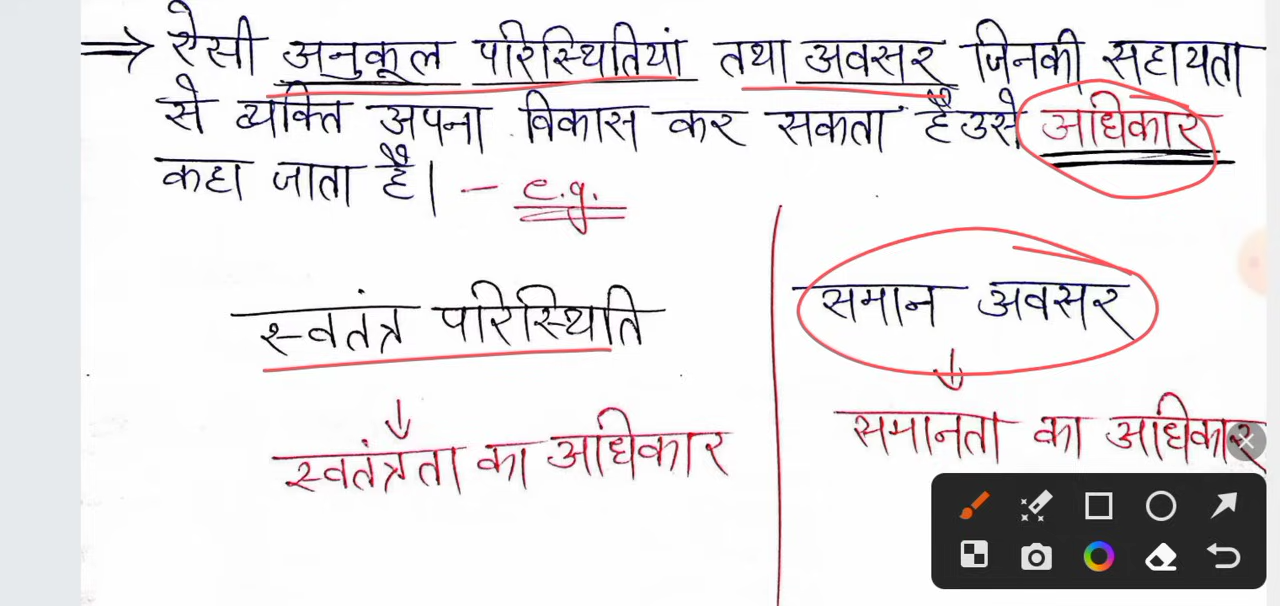 ⇒ ऐसी अनुकूल परिस्थितियां तथा अवसर जिनकी सहायता
से व्यक्ति अपना विकास कर सकता है उसे अधिकार
कहा जाता है। - e.g.
स्वतंत्र परिस्थिति
↓
स्वतंत्रता का अधिकार
समान अवसर
↓
समानता का अधिकार